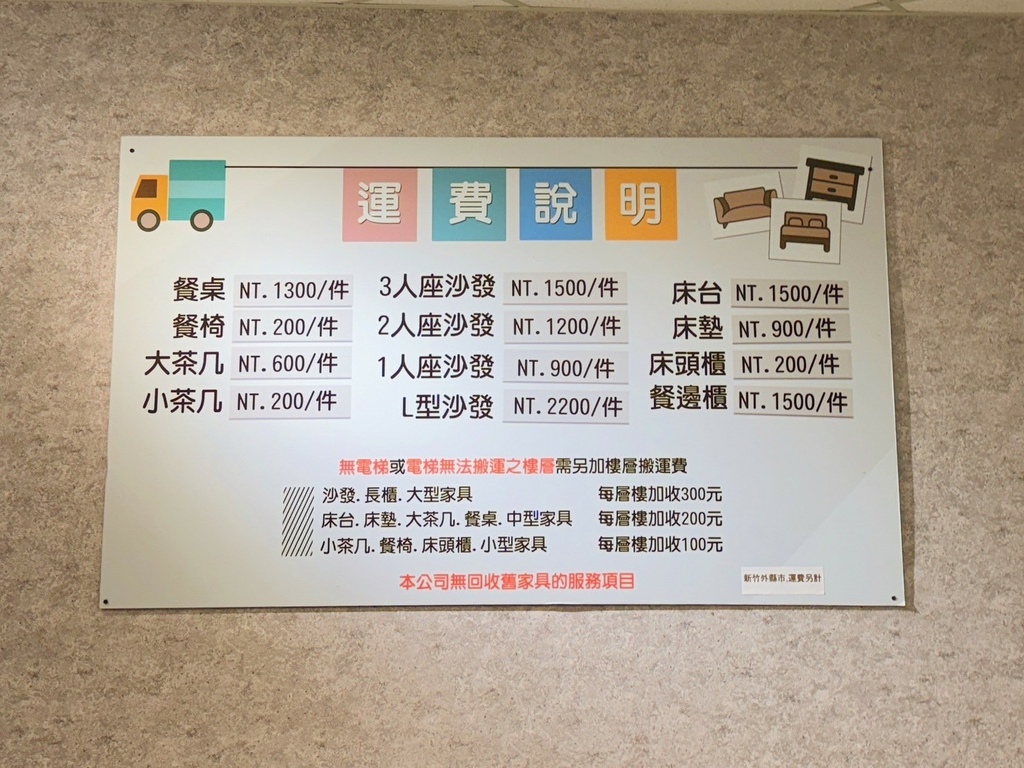 運費說明
餐桌 NT.1300/件
餐椅 NT.200/件
大茶几 NT.600/件
小茶几 NT.200/件
3人座沙發 NT.1500/件
2人座沙發 NT.1200/件
1人座沙發 NT.900/件
L型沙發 NT.2200/件
床台 NT.1500/件
床墊 NT.900/件
床頭櫃 NT.200/件
餐邊櫃 NT.1500/件
無電梯或電梯無法搬運之樓層需另加樓層搬運費
沙發.長櫃.大型家具 每層樓加收300元
床台.床墊.大茶几.餐桌.中型家具 每層樓加收200元
小茶几.餐椅.床頭櫃.小型家具 每層樓加收100元
本公司無回收舊家具的服務項目
新竹外縣市,運費另計